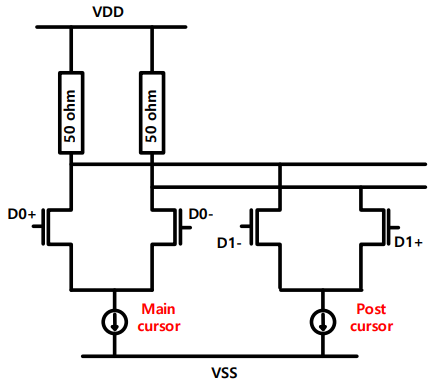 VDD
50 ohm
50 ohm
D0+
D0-
D1-
D1+
Main
cursor
Post
cursor
VSS